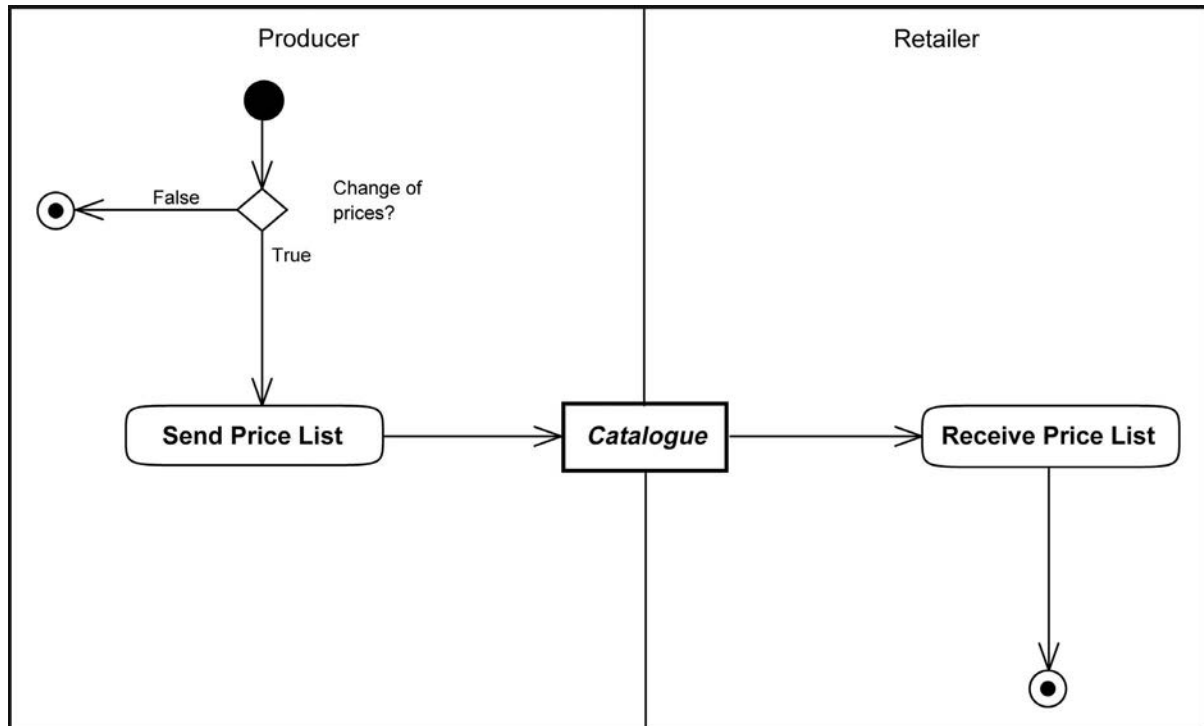 Producer
Retailer
False
Change of
prices?
True
Send Price List
Catalogue
Receive Price List